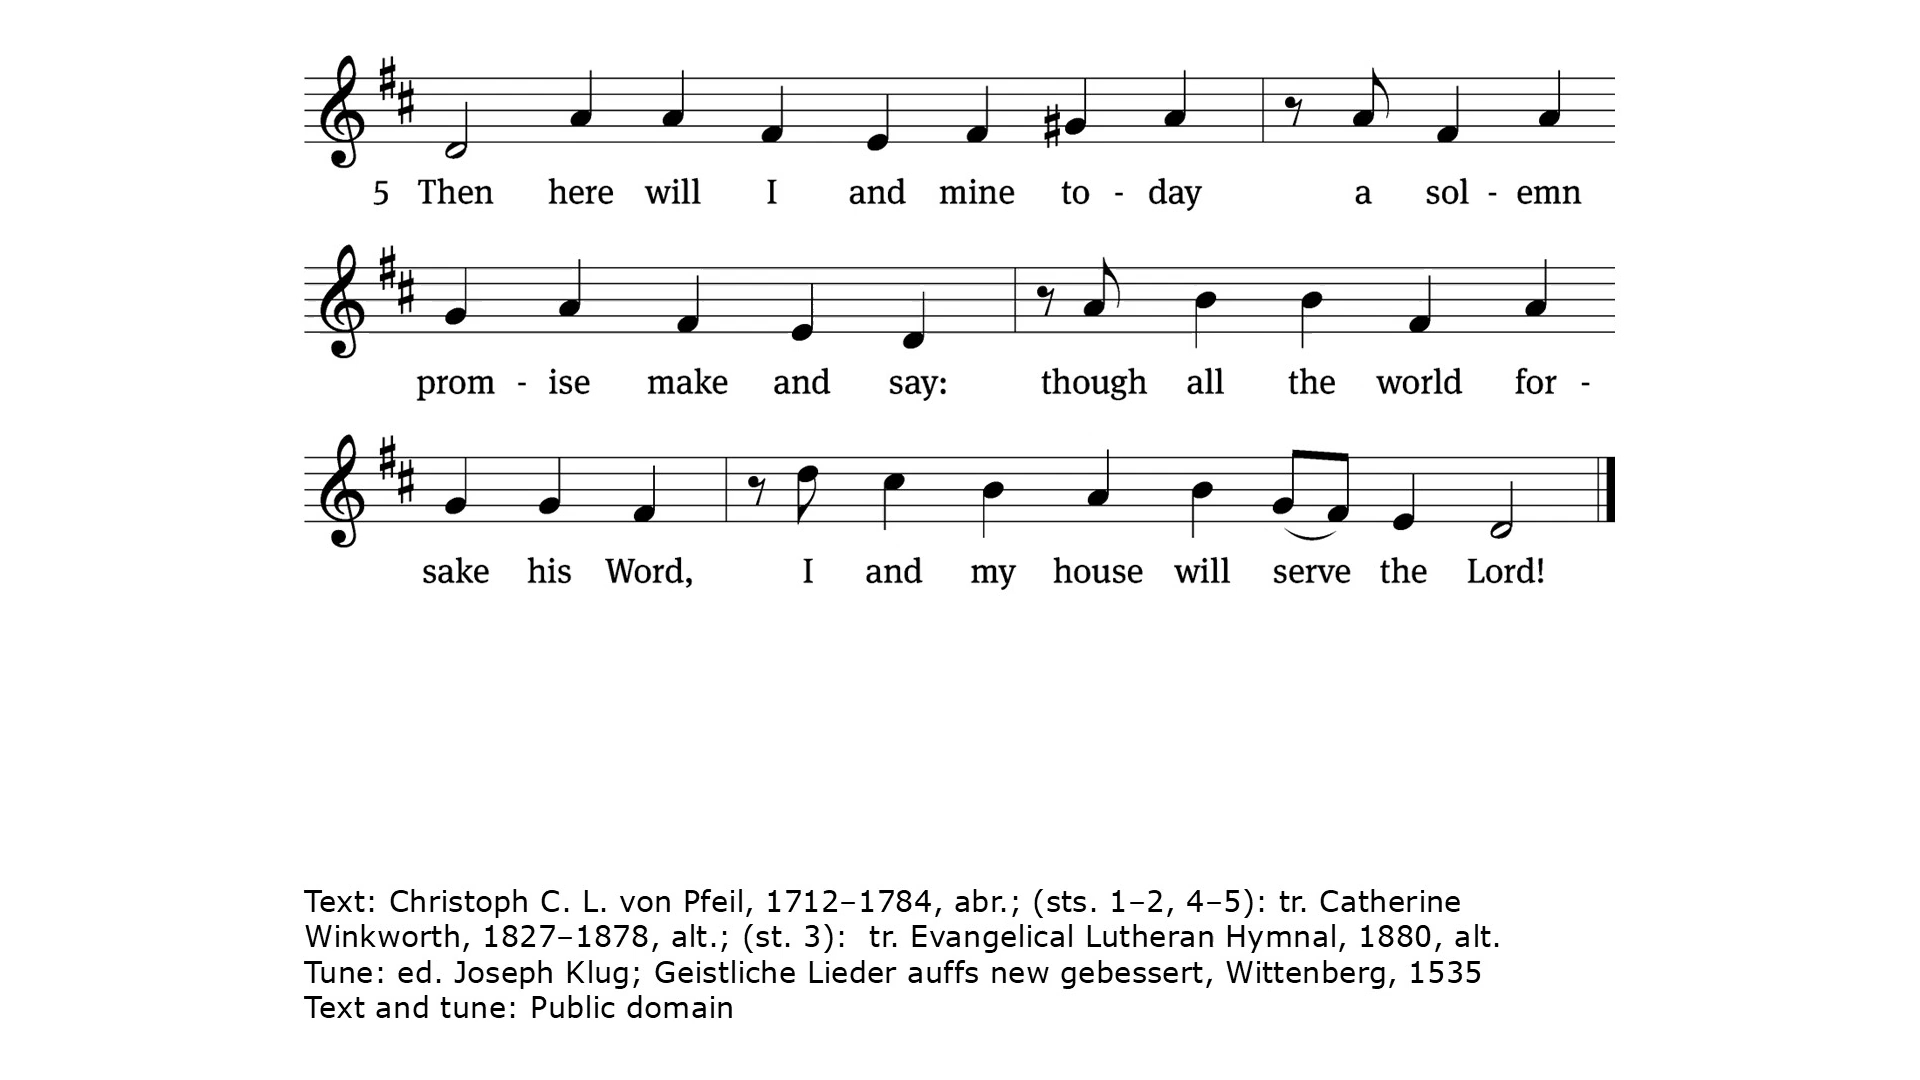 5 Then here will I and mine to - day a sol - emn
prom - ise make and say: though all the world for -
sake his Word, I and my house will serve the Lord!
Text: Christoph C. L. von Pfeil, 1712–1784, abr.; (sts. 1–2, 4–5): tr. Catherine
Winkworth, 1827–1878, alt.; (st. 3):  tr. Evangelical Lutheran Hymnal, 1880, alt.
Tune: ed. Joseph Klug; Geistliche Lieder auffs new gebessert, Wittenberg, 1535
Text and tune: Public domain